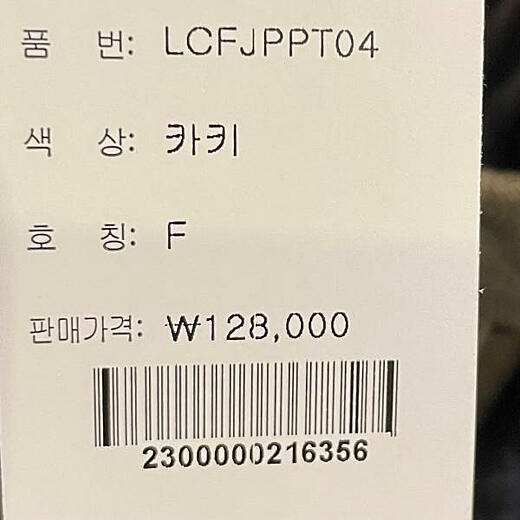 품 번: LCFJPPT04
색 상: 카키
호 칭: F
판매가격: ₩128,000
2300000216356